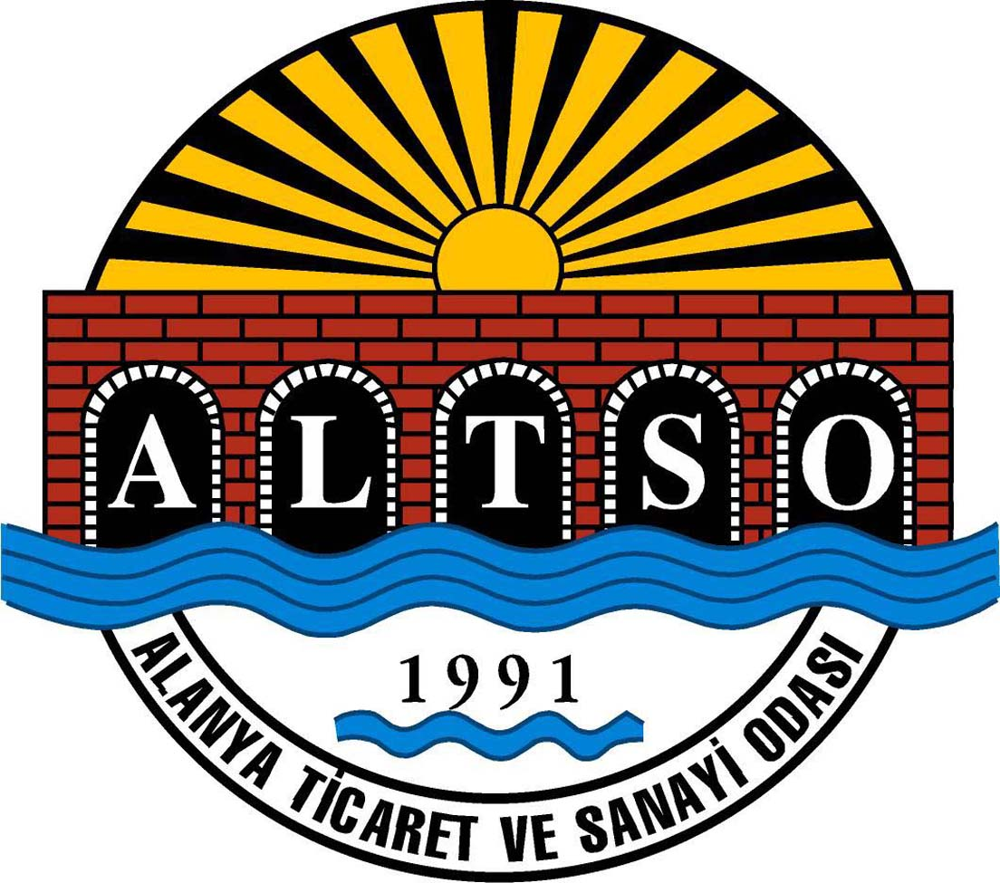 ALTSO
1991
ALANYA TİCARET VE SANAYİ ODASI